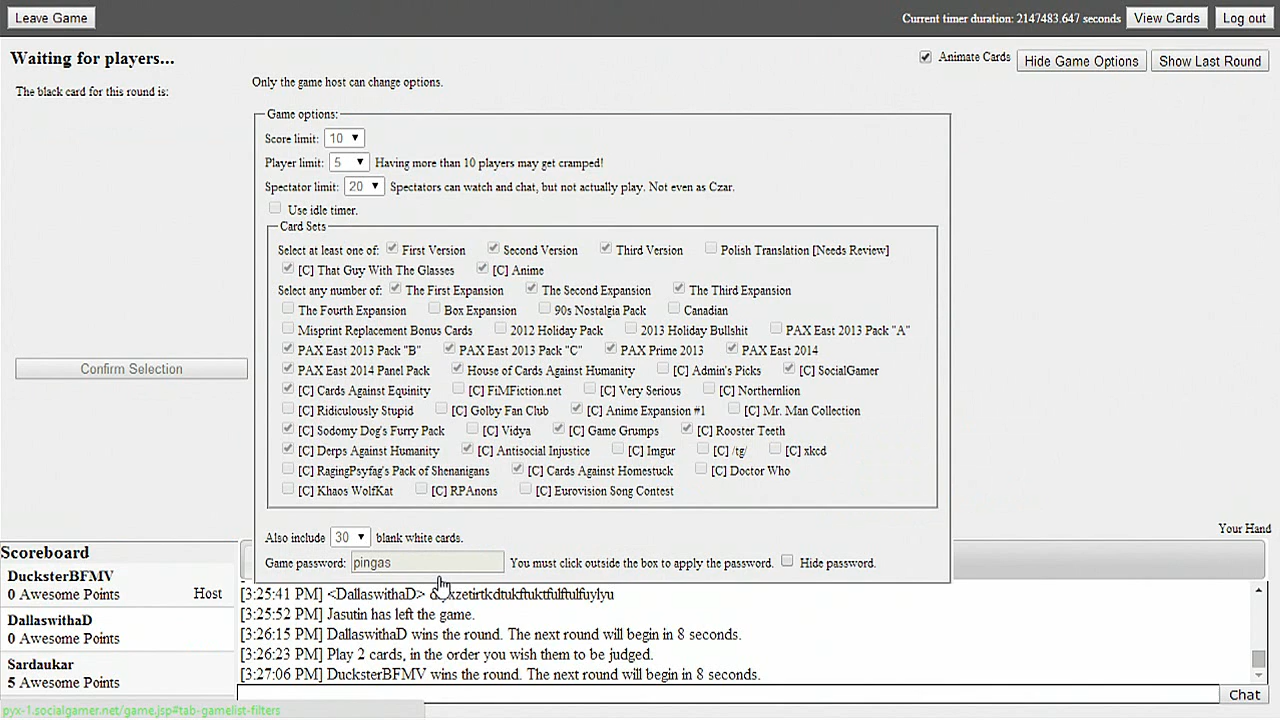 Leave Game
Current timer duration: 2147483.647 seconds
View Cards
Log out
Waiting for players...
Animate Cards
Hide Game Options
Show Last Round
The black card for this round is:
Only the game host can change options.
Game options:
Score limit: 10
Player limit: 5 Having more than 10 players may get cramped!
Spectator limit: 20 Spectators can watch and chat, but not actually play. Not even as Czar.
Use idle timer.
Card Sets
Select at least one of: First Version Second Version Third Version Polish Translation [Needs Review]
[C] That Guy With The Glasses [C] Anime
Select any number of: The First Expansion The Second Expansion The Third Expansion
The Fourth Expansion Box Expansion 90s Nostalgia Pack Canadian
Misprint Replacement Bonus Cards 2012 Holiday Pack 2013 Holiday Bullshit PAX East 2013 Pack "A"
PAX East 2013 Pack "B" PAX East 2013 Pack "C" PAX Prime 2013 PAX East 2014
PAX East 2014 Panel Pack House of Cards Against Humanity [C] Admin's Picks [C] SocialGamer
[C] Cards Against Equinity [C] FiMFiction.net [C] Very Serious [C] Northernlion
[C] Ridiculously Stupid [C] Golby Fan Club [C] Anime Expansion #1 [C] Mr. Man Collection
[C] Sodomy Dog's Furry Pack [C] Vidya [C] Game Grumps [C] Rooster Teeth
[C] Derps Against Humanity [C] Antisocial Injustice [C] Imgur [C] /tg/ [C] xkcd
[C] RagingPsyfag's Pack of Shenanigans [C] Cards Against Homestuck [C] Doctor Who
[C] Khaos WolfKat [C] RPAnons [C] Eurovision Song Contest
Confirm Selection
Also include 30 blank white cards.
Game password: pingas You must click outside the box to apply the password. Hide password.
Your Hand
Scoreboard
DucksterBFMV
0 Awesome Points Host
DallaswithaD
0 Awesome Points
Sardaukar
5 Awesome Points
[3:25:41 PM] <DallaswithaD>
[3:25:52 PM] Jasutin has left the game.
[3:26:15 PM] DallaswithaD wins the round. The next round will begin in 8 seconds.
[3:26:23 PM] Play 2 cards, in the order you wish them to be judged.
[3:27:06 PM] DucksterBFMV wins the round. The next round will begin in 8 seconds.
Chat
pyx-1.socialgamer.net/game.jsp#tab-gamelist-filters